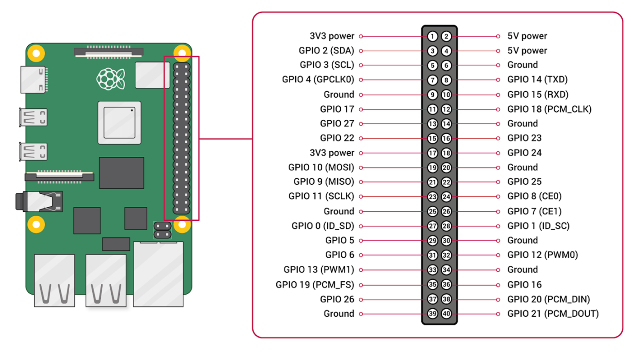 3V3 power 1 2 5V power
GPIO 2 (SDA) 3 4 5V power
GPIO 3 (SCL) 5 6 Ground
GPIO 4 (GPCLK0) 7 8 GPIO 14 (TXD)
Ground 9 10 GPIO 15 (RXD)
GPIO 17 11 12 GPIO 18 (PCM_CLK)
GPIO 27 13 14 Ground
GPIO 22 15 16 GPIO 23
3V3 power 17 18 GPIO 24
GPIO 10 (MOSI) 19 20 Ground
GPIO 9 (MISO) 21 22 GPIO 25
GPIO 11 (SCLK) 23 24 GPIO 8 (CE0)
Ground 25 26 GPIO 7 (CE1)
GPIO 0 (ID_SD) 27 28 GPIO 1 (ID_SC)
GPIO 5 29 30 Ground
GPIO 6 31 32 GPIO 12 (PWM0)
GPIO 13 (PWM1) 33 34 Ground
GPIO 19 (PCM_FS) 35 36 GPIO 16
GPIO 26 37 38 GPIO 20 (PCM_DIN)
Ground 39 40 GPIO 21 (PCM_DOUT)